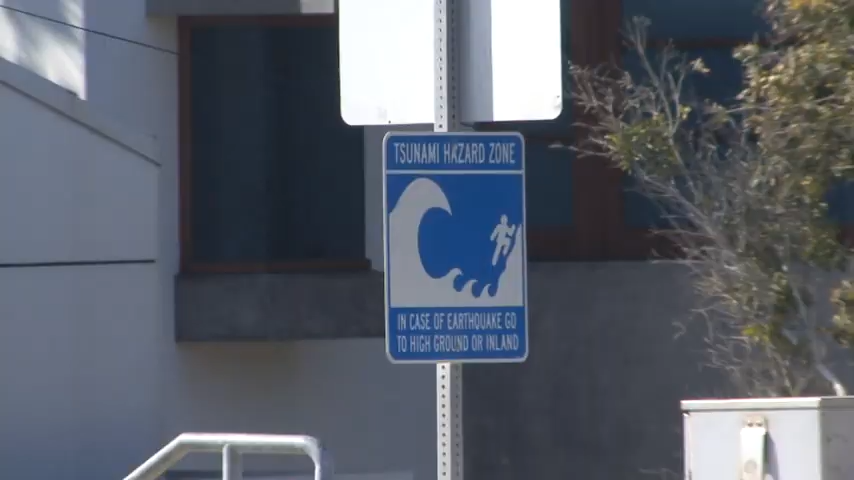 TSUNAMI HAZARD ZONE
IN CASE OF EARTHQUAKE GO
TO HIGH GROUND OR INLAND